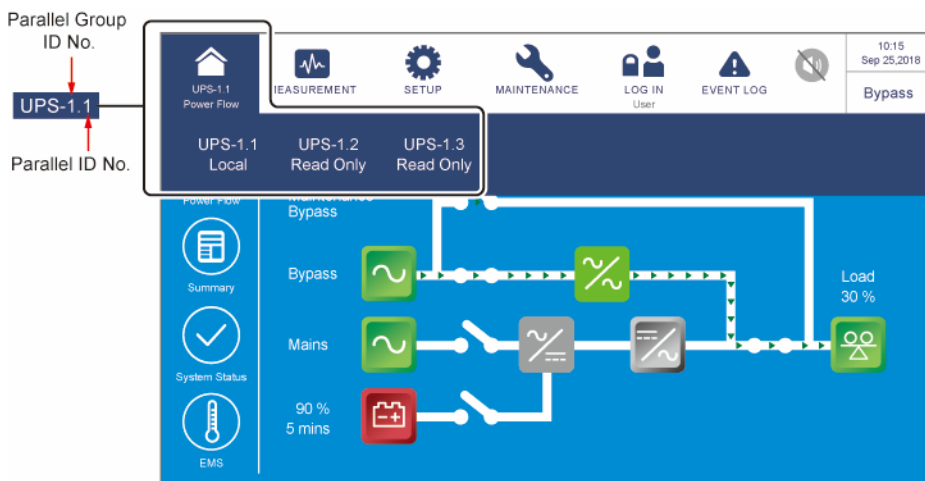 Parallel Group
ID No.
UPS-1.1
Parallel ID No.
UPS-1.1
Power Flow
MEASUREMENT
SETUP
MAINTENANCE
LOG IN
User
EVENT LOG
10:15
Sep 25,2018
Bypass
UPS-1.1
Local
UPS-1.2
Read Only
UPS-1.3
Read Only
Power Flow
Summary
System Status
EMS
Maintenance
Bypass
Bypass
Mains
90 %
5 mins
Load
30 %